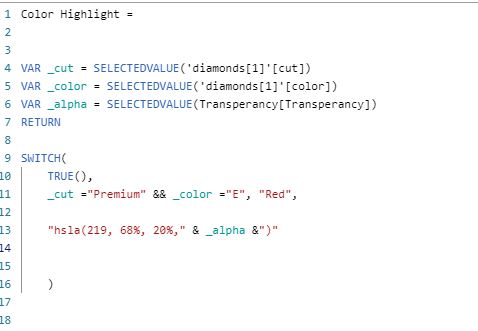 1 Color Highlight =
2
3
4 VAR _cut = SELECTEDVALUE('diamonds[1]'[cut])
5 VAR _color = SELECTEDVALUE('diamonds[1]'[color])
6 VAR _alpha = SELECTEDVALUE(Transperancy[Transperancy])
7 RETURN
8
9 SWITCH(
10 TRUE(),
11 _cut ="Premium" && _color ="E", "Red",
12
13 "hsla(219, 68%, 20%," & _alpha &")"
14
15
16 )
17
18